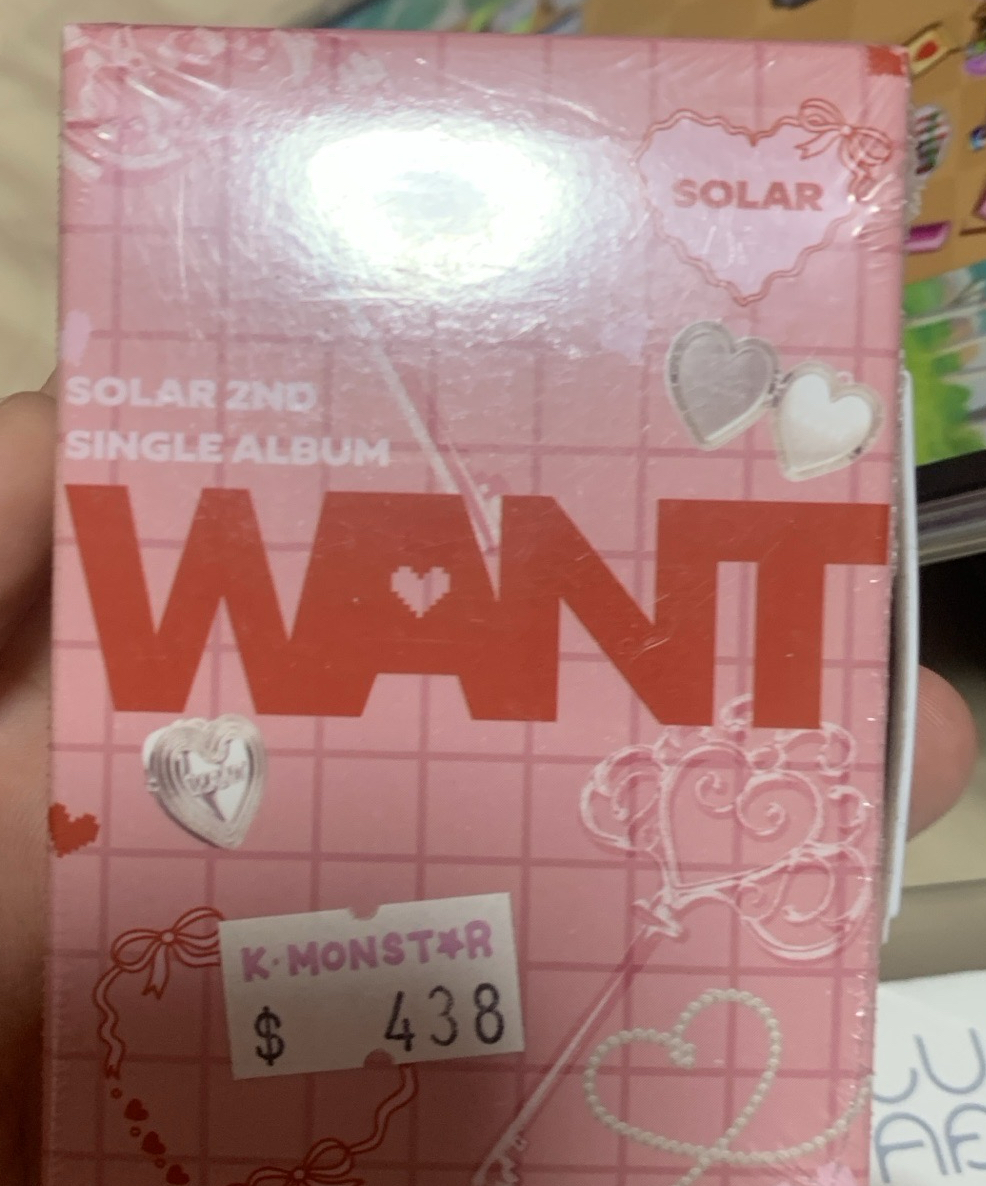 SOLAR
SOLAR 2ND
SINGLE ALBUM
WANT
K·MONST★R
$ 438